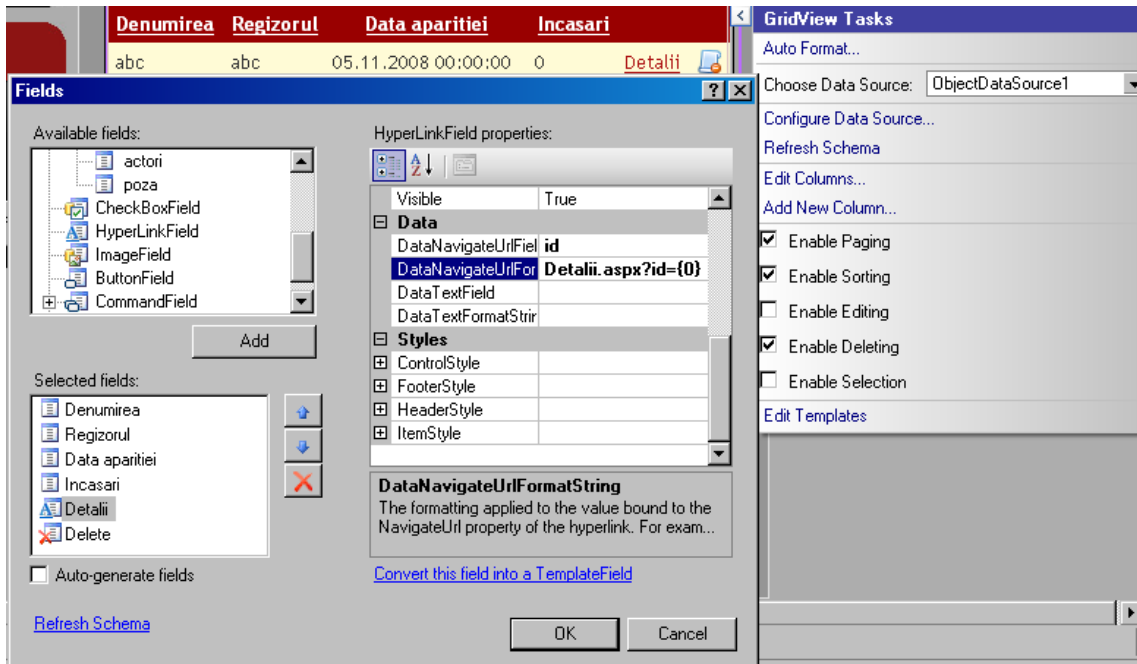 Denumirea Regizorul Data aparitiei Incasari
abc abc 05.11.2008 00:00:00 0 Detalii
GridView Tasks
Auto Format...
Choose Data Source: ObjectDataSource1
Configure Data Source...
Refresh Schema
Edit Columns...
Add New Column...
Enable Paging
Enable Sorting
Enable Editing
Enable Deleting
Enable Selection
Edit Templates
Fields
Available fields:
actori
poza
CheckBoxField
HyperLinkField
ImageField
ButtonField
CommandField
Add
Selected fields:
Denumirea
Regizorul
Data aparitiei
Incasari
Detalii
Delete
Auto-generate fields
Refresh Schema
HyperLinkField properties:
Visible True
Data
DataNavigateUrlFiel id
DataNavigateUrlFor Detalii.aspx?id={0}
DataTextField
DataTextFormatStrir
Styles
ControlStyle
FooterStyle
HeaderStyle
ItemStyle
DataNavigateUrlFormatString
The formatting applied to the value bound to the
NavigateUrl property of the hyperlink. For exam...
Convert this field into a TemplateField
OK Cancel